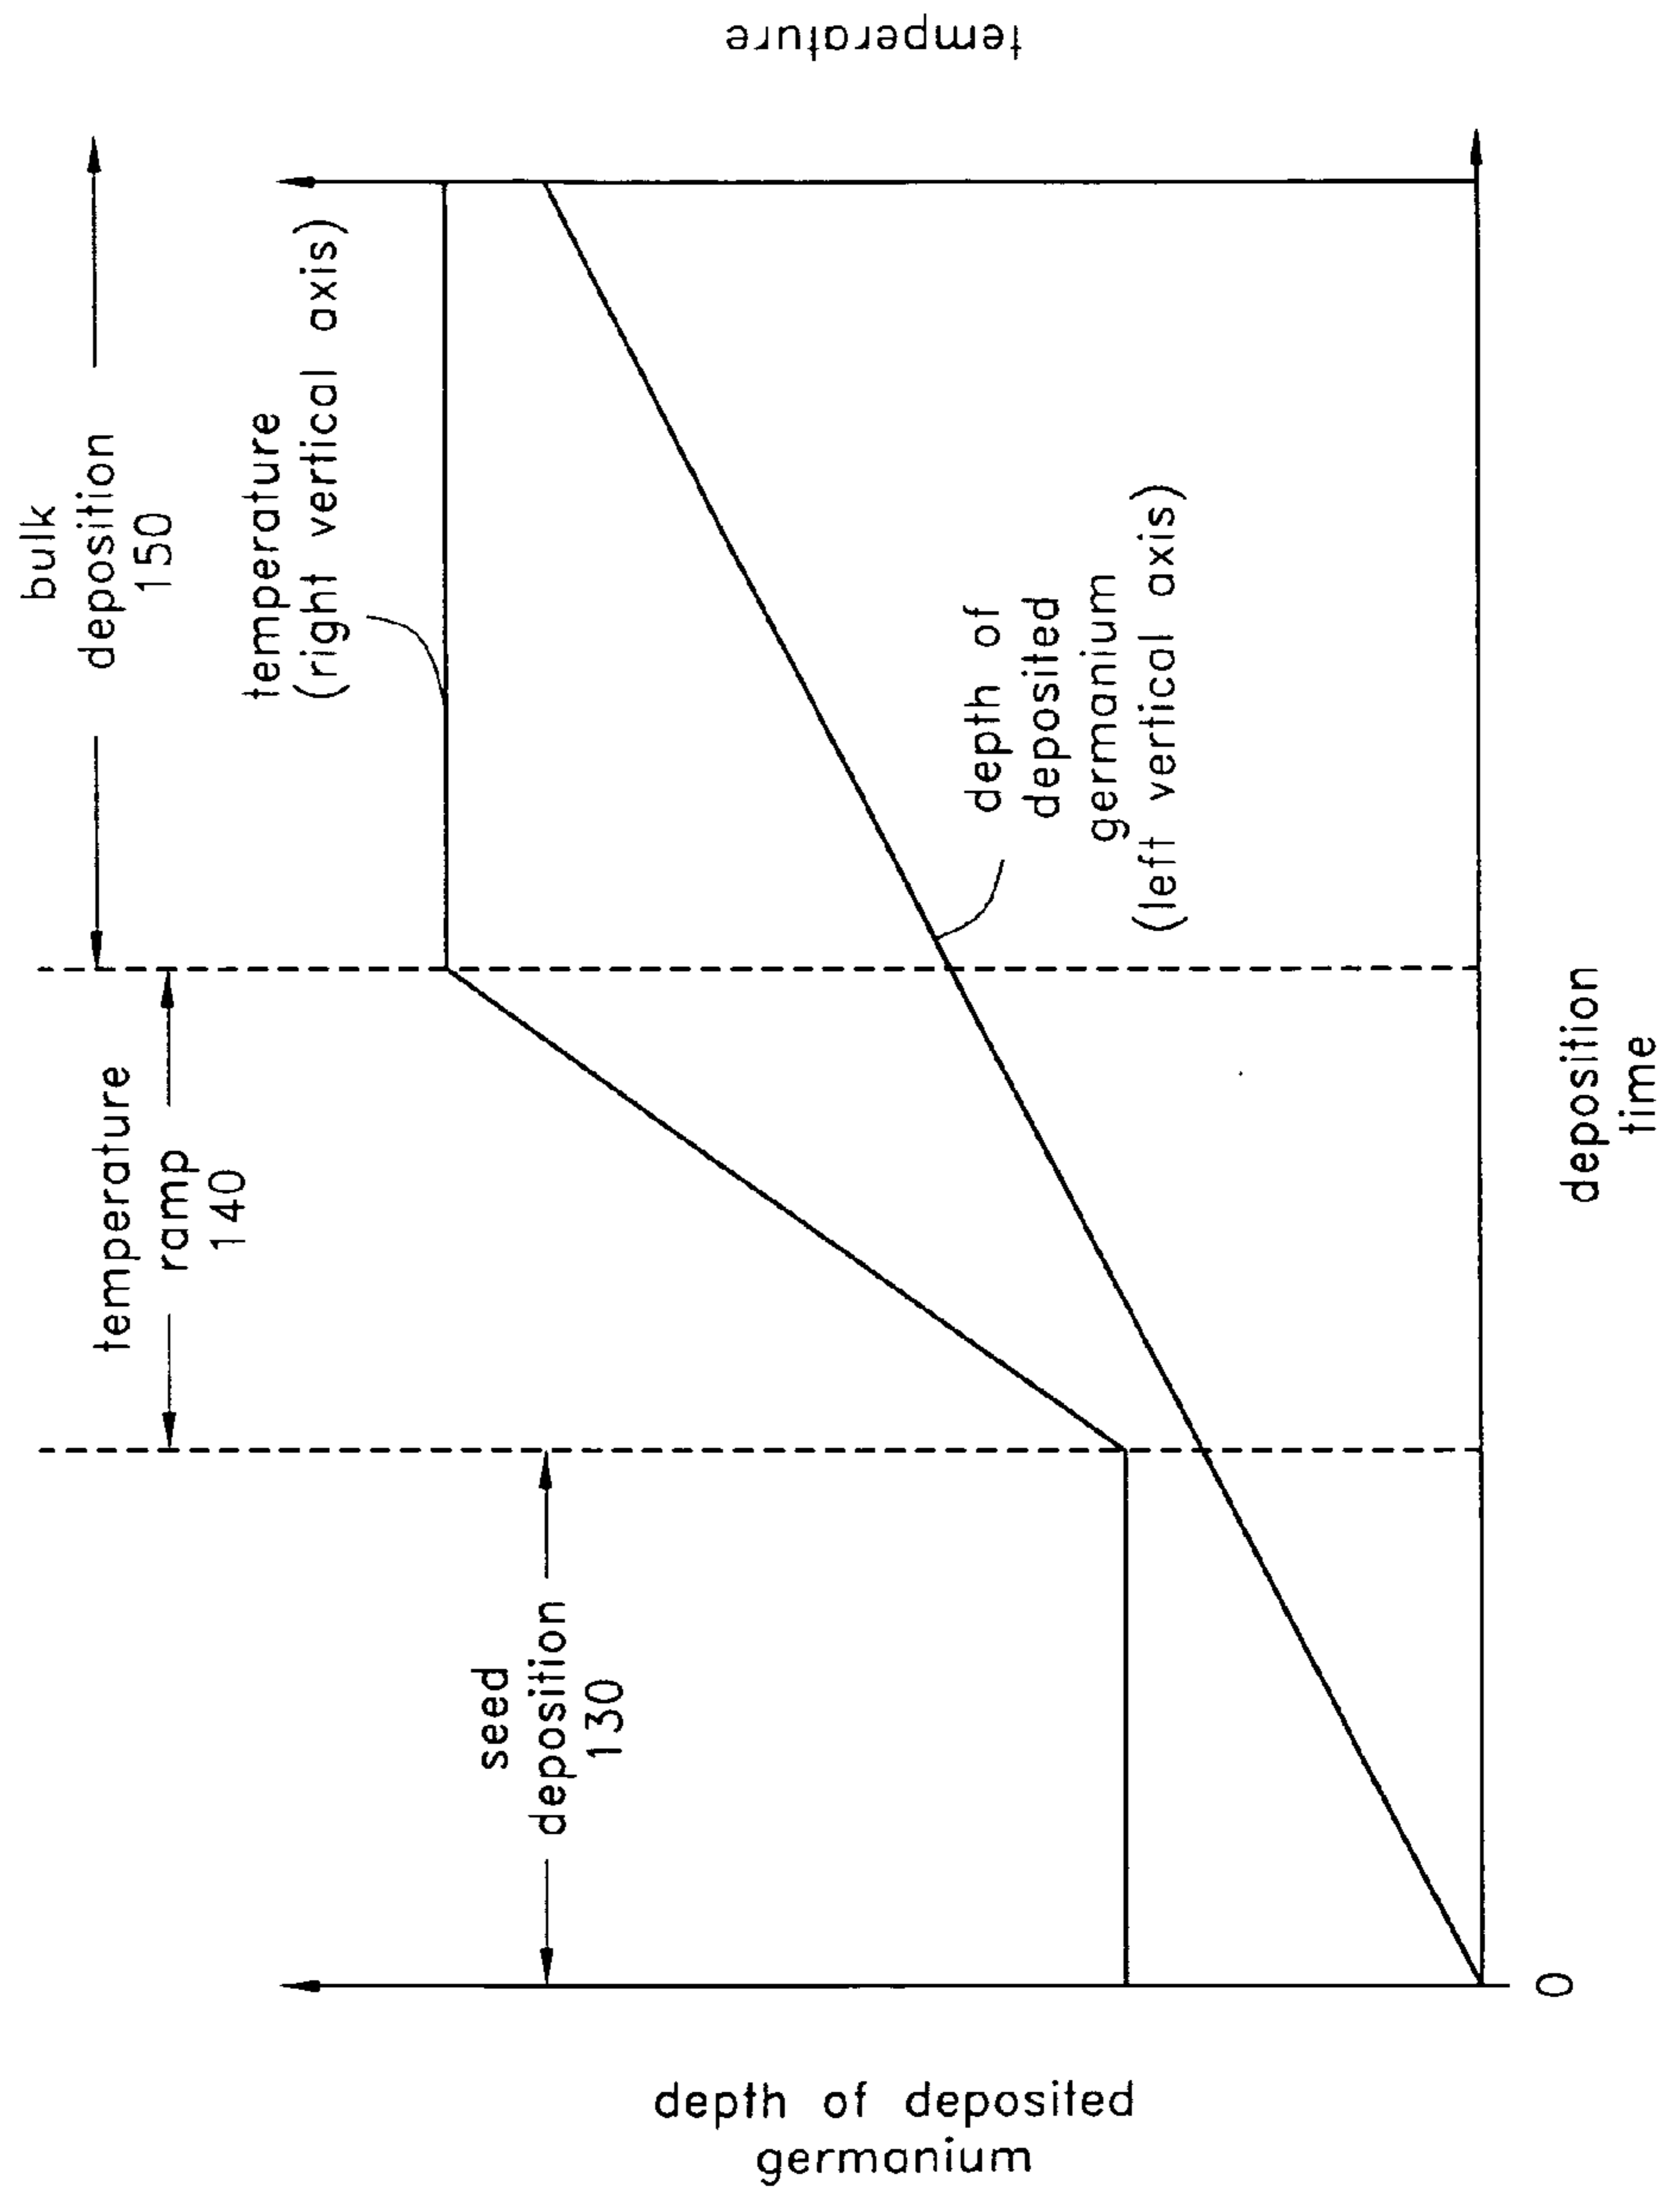 bulk
deposition
150
temperature
ramp
140
temperature
(right vertical axis)
seed
deposition
130
depth of
deposited
germanium
(left vertical axis)
depth of deposited
germanium
temperature
0
deposition
time